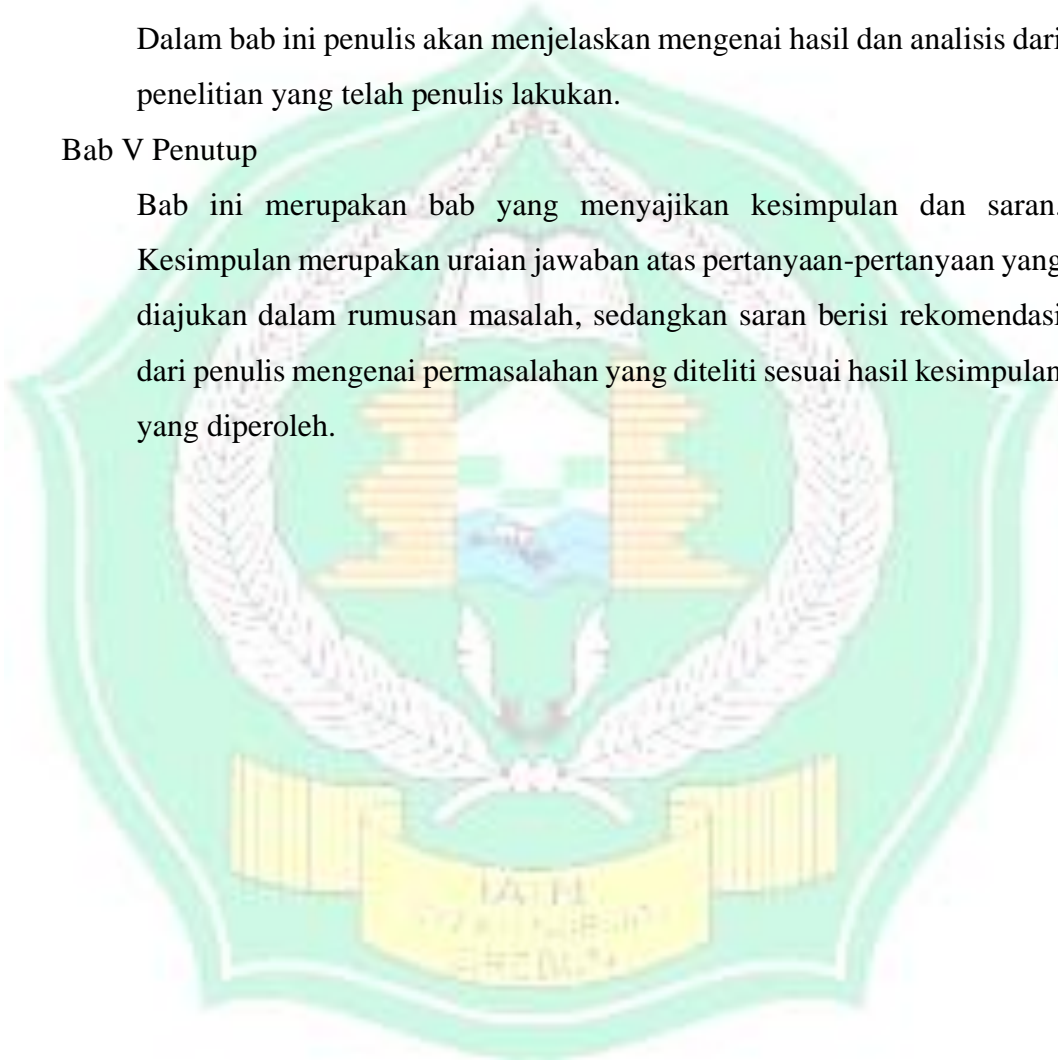 Dalam bab ini penulis akan menjelaskan mengenai hasil dan analisis dari
penelitian yang telah penulis lakukan.
Bab V Penutup
Bab ini merupakan bab yang menyajikan kesimpulan dan saran.
Kesimpulan merupakan uraian jawaban atas pertanyaan-pertanyaan yang
diajukan dalam rumusan masalah, sedangkan saran berisi rekomendasi
dari penulis mengenai permasalahan yang diteliti sesuai hasil kesimpulan
yang diperoleh.
IAIN